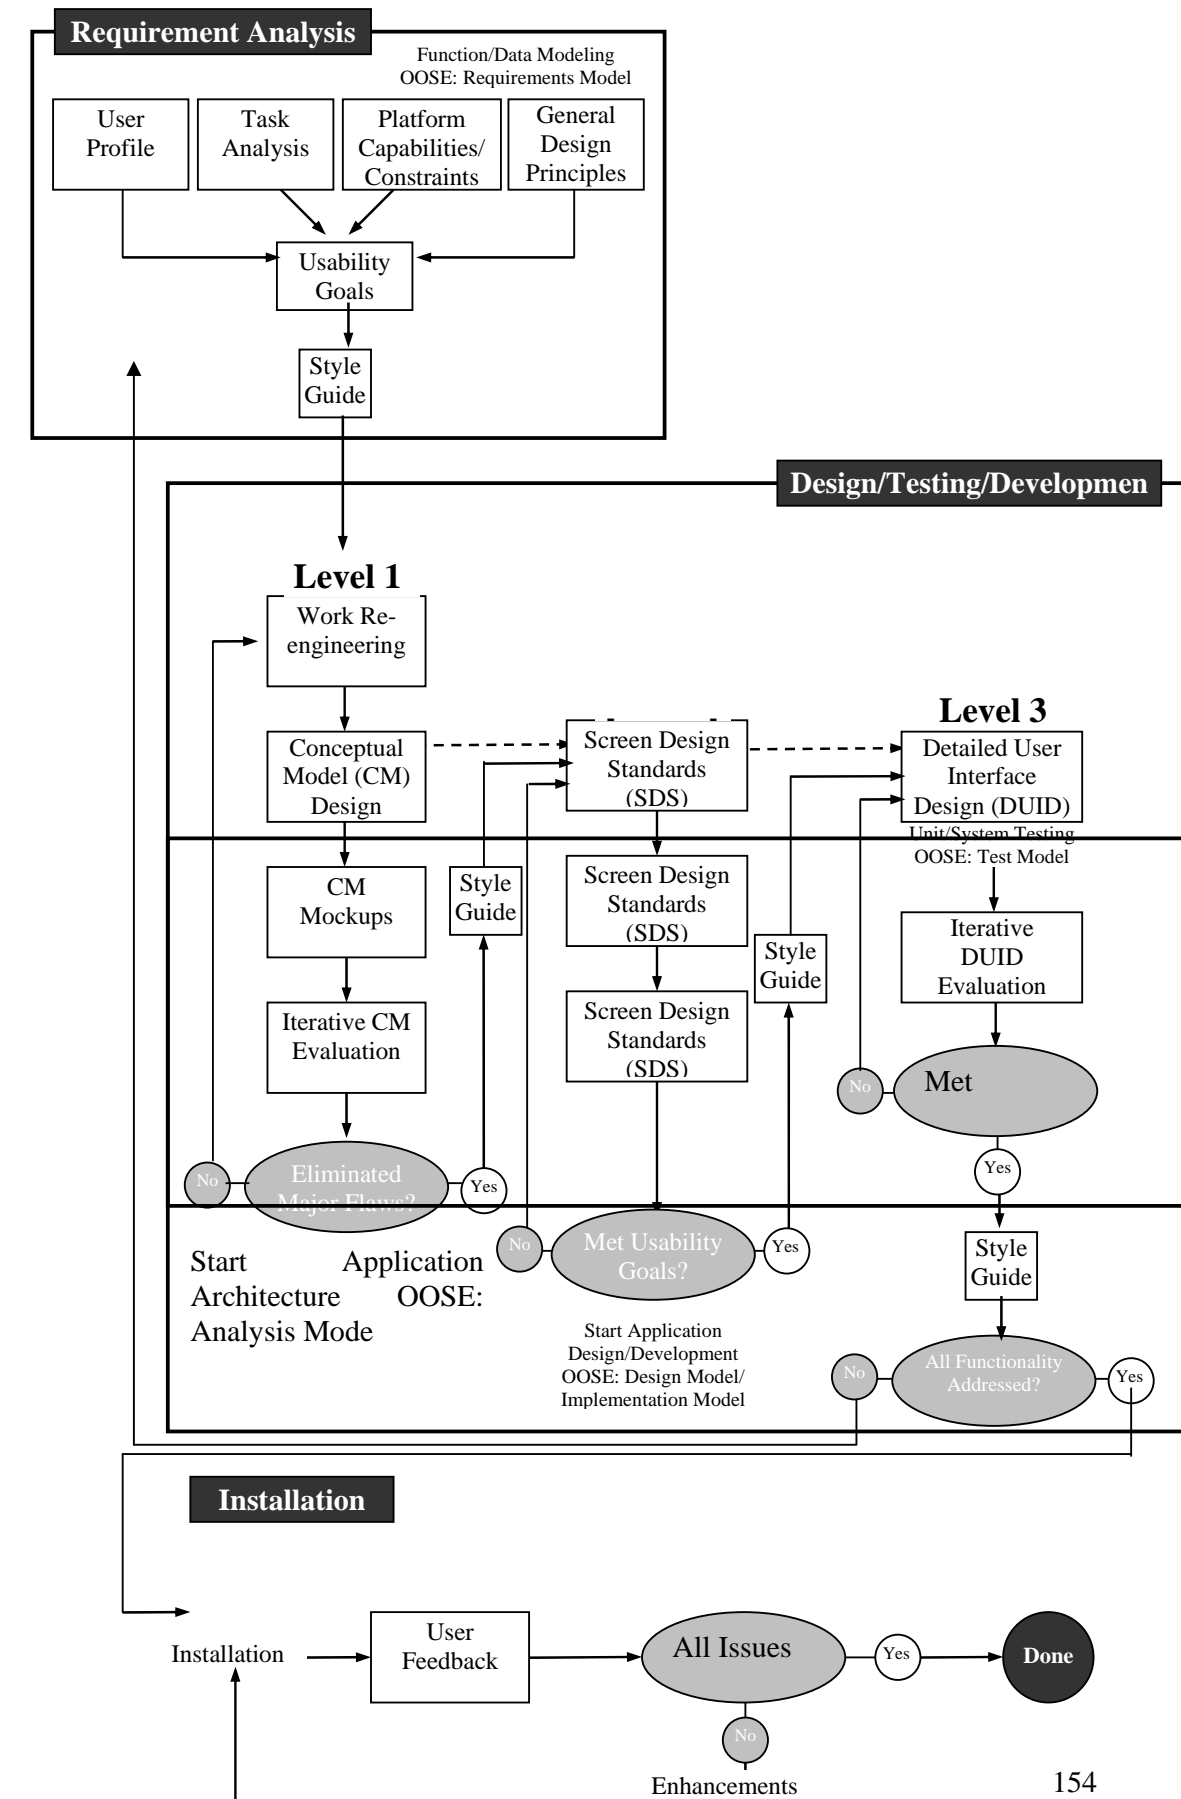 Requirement Analysis
Function/Data Modeling
OOSE: Requirements Model
User
Profile
Task
Analysis
Platform
Capabilities/
Constraints
General
Design
Principles
Usability
Goals
Style
Guide
Design/Testing/Developmen
Level 1
Work Re-
engineering
Conceptual
Model (CM)
Design
CM
Mockups
Iterative CM
Evaluation
Eliminated
Major Flaws?
No
Yes
Style
Guide
Start Application
Architecture OOSE:
Analysis Mode
Screen Design
Standards
(SDS)
Screen Design
Standards
(SDS)
Screen Design
Standards
(SDS)
Met Usability
Goals?
No
Yes
Style
Guide
Start Application
Design/Development
OOSE: Design Model/
Implementation Model
Level 3
Detailed User
Interface
Design (DUID)
Unit/System Testing
OOSE: Test Model
Iterative
DUID
Evaluation
Met
No
Yes
Style
Guide
All Functionality
Addressed?
No
Yes
Installation
Installation
User
Feedback
All Issues
Yes
Done
No
Enhancements
154